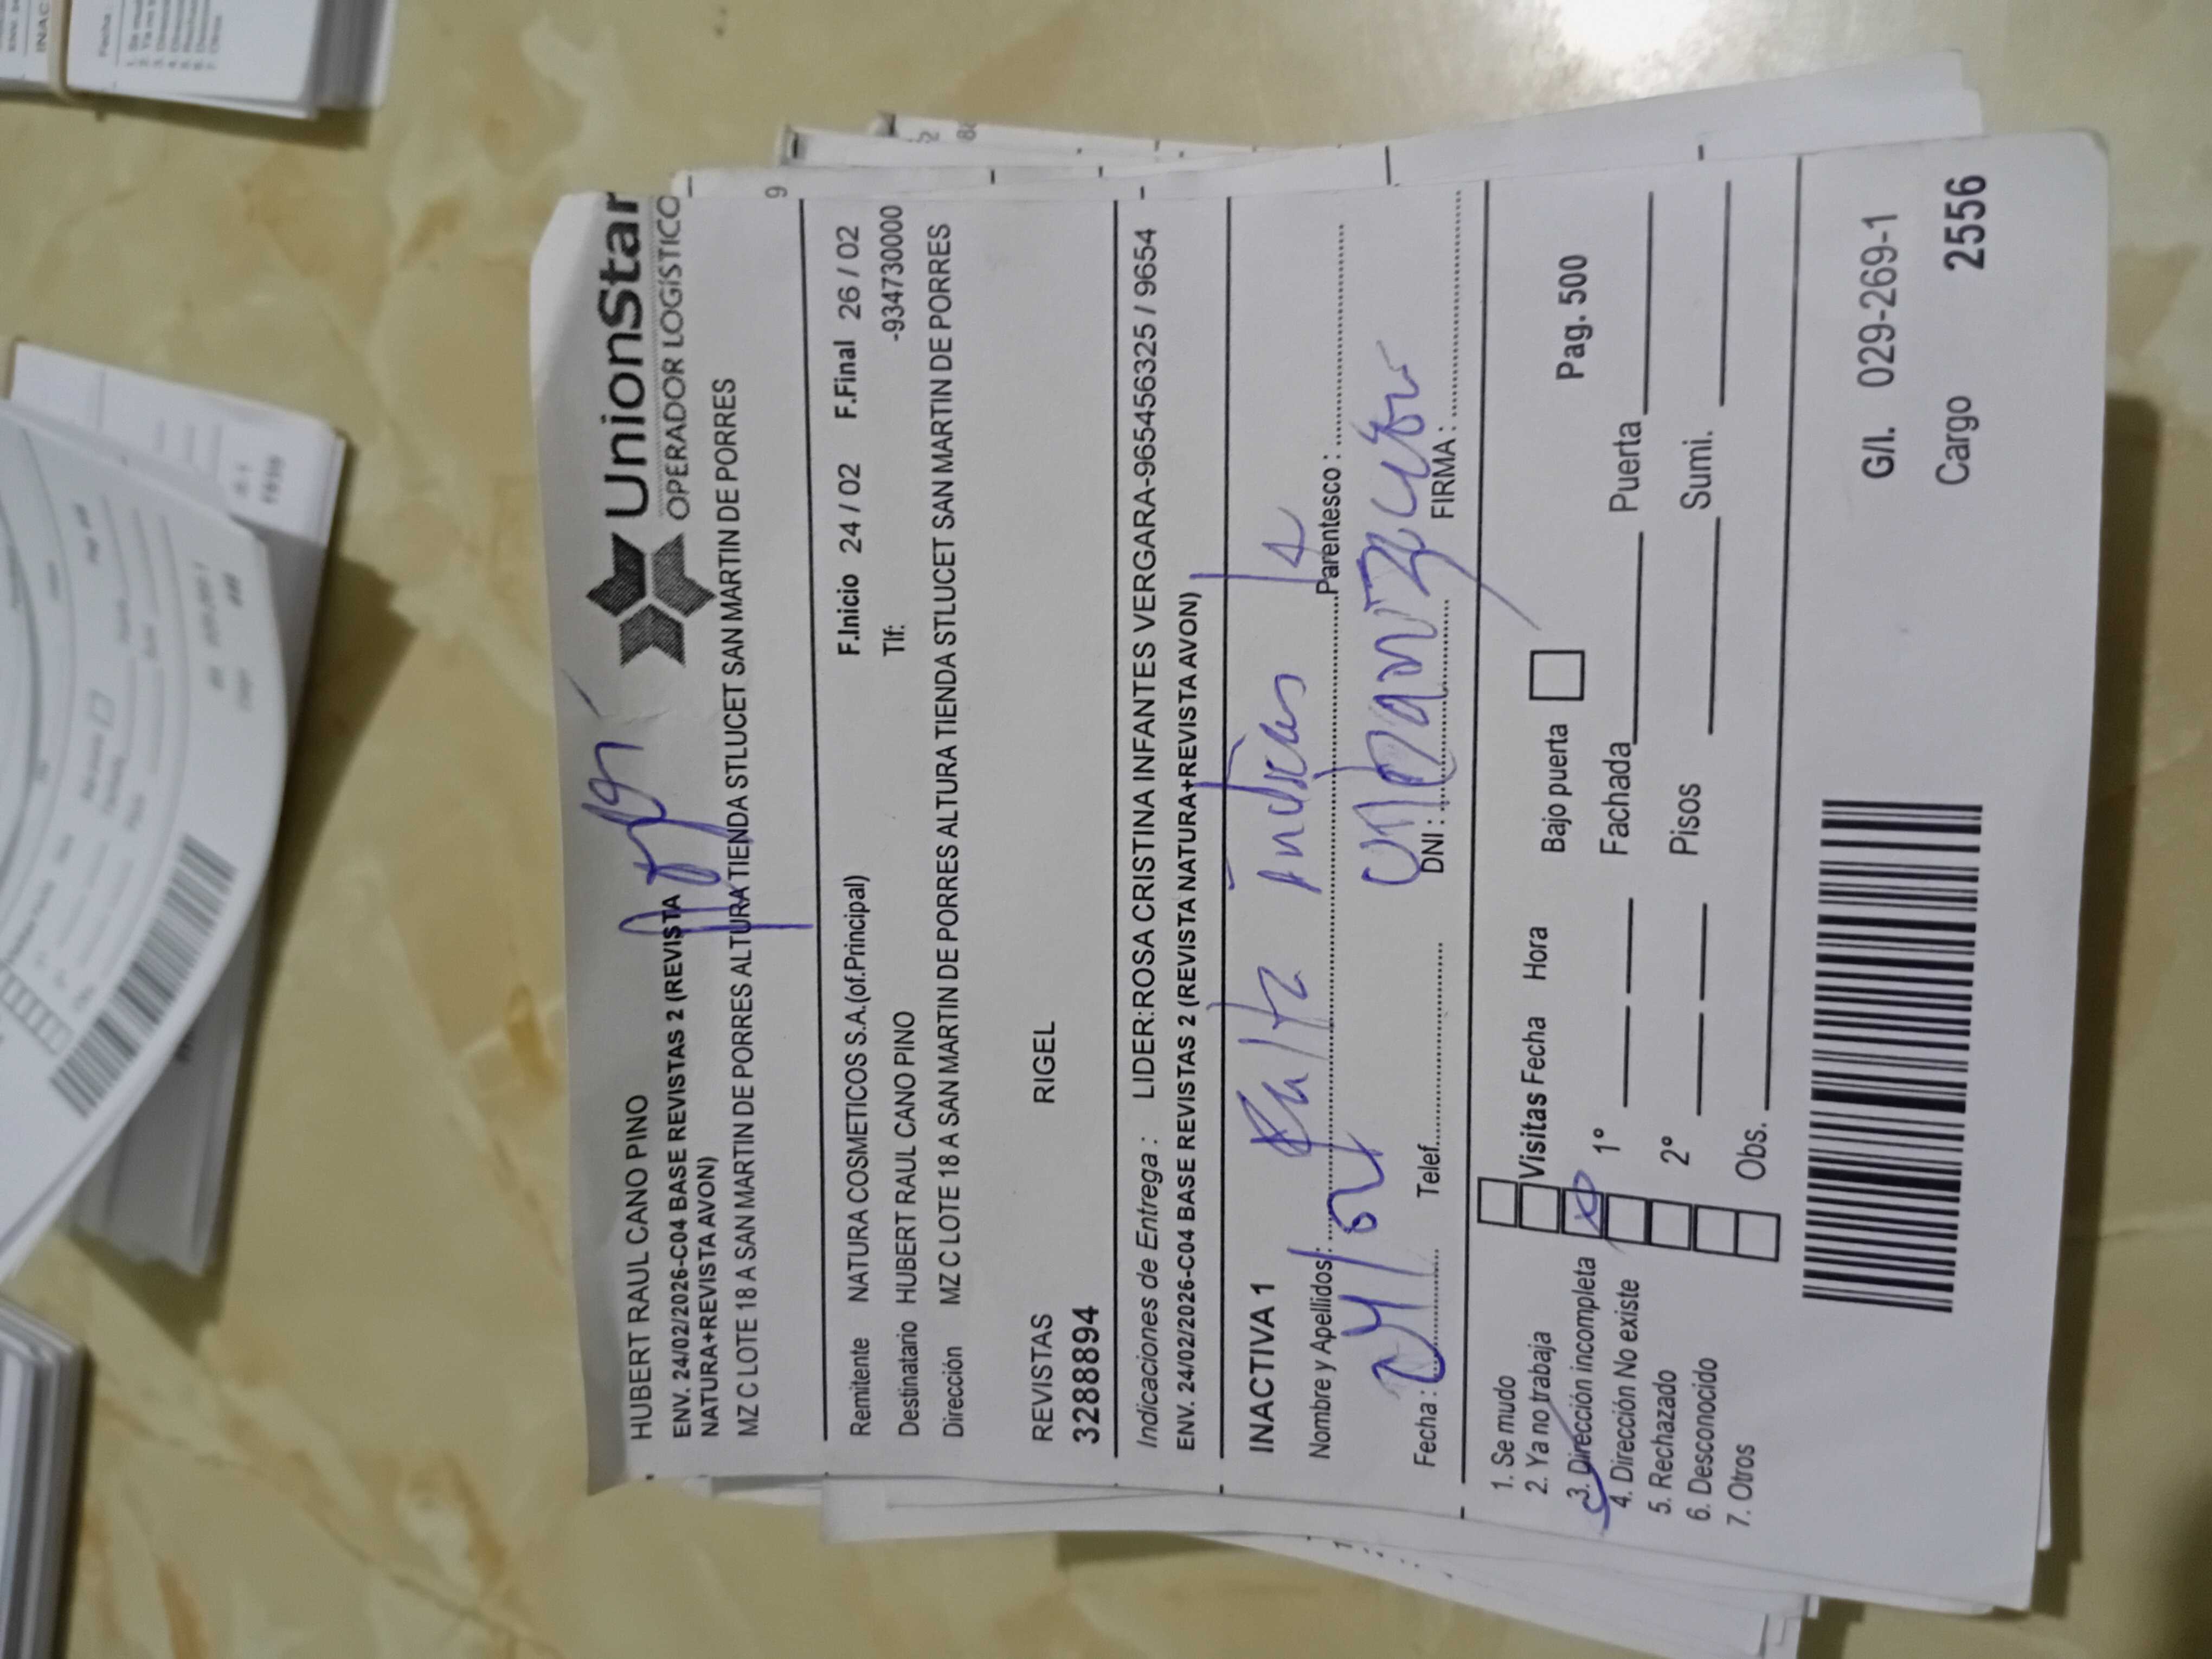 HUBERT RAUL CANO PINO
UnionStar
OPERADOR LOGÍSTICO
ENV. 24/02/2026-C04 BASE REVISTAS 2 (REVISTA
NATURA+REVISTA AVON)
MZ C LOTE 18 A SAN MARTIN DE PORRES ALTURA TIENDA STLUCET SAN MARTIN DE PORRES
9
Remitente NATURA COSMETICOS S.A.(of.Principal) F.Inicio 24 / 02 F.Final 26 / 02
Destinatario HUBERT RAUL CANO PINO Tlf: -934730000
Dirección MZ C LOTE 18 A SAN MARTIN DE PORRES ALTURA TIENDA STLUCET SAN MARTIN DE PORRES
REVISTAS RIGEL
3288894
Indicaciones de Entrega : LIDER:ROSA CRISTINA INFANTES VERGARA-965456325 / 9654
ENV. 24/02/2026-C04 BASE REVISTAS 2 (REVISTA NATURA+REVISTA AVON)
INACTIVA 1
Falta indicar la
Nombre y Apellidos: Parentesco :
urbanización
Fecha : 24/02 Telef. DNI : FIRMA :
1. Se mudo
2. Ya no trabaja
3. Dirección incompleta
4. Dirección No existe
5. Rechazado
6. Desconocido
7. Otros
Visitas Fecha Hora Bajo puerta Pag. 500
1° Fachada Puerta
2° Pisos Sumi.
Obs.
G/I. 029-269-1
Cargo 2556